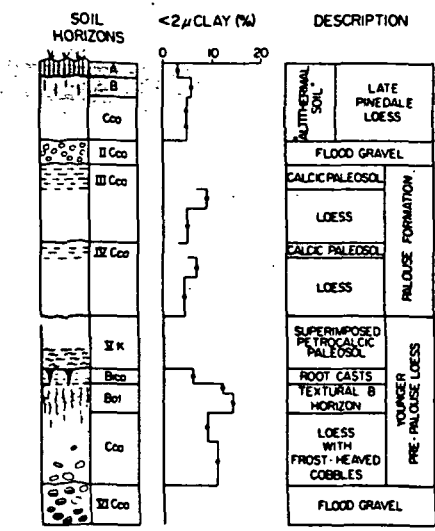 SOIL
HORIZONS
<2μ CLAY (%)
DESCRIPTION
0
10
20
A
B
Cca
II Cca
III Cca
IV Cca
V K
Bica
Bat
Cca
VI Cca
"ALTITHERMAL
SOIL"
LATE
PINEDALE
LOESS
FLOOD GRAVEL
CALCIC PALEOSOL
LOESS
CALCIC PALEOSOL
LOESS
PALOUSE FORMATION
SUPERIMPOSED
PETROCALCIC
PALEOSOL
ROOT CASTS
TEXTURAL B
HORIZON
LOESS
WITH
FROST-HEAVED
COBBLES
YOUNGER
PRE-PALOUSE LOESS
FLOOD GRAVEL